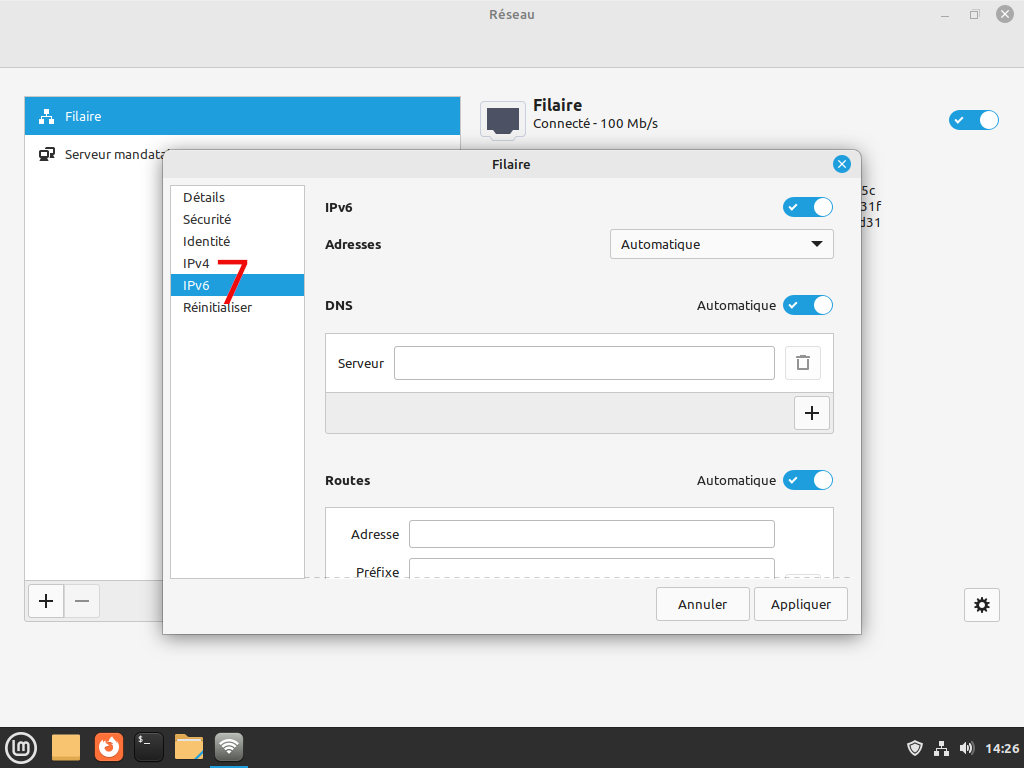 Réseau
Filaire
Serveur mandata
Filaire
Connecté - 100 Mb/s
5c
31f
d31
Filaire
Détails
Sécurité
Identité
IPv4
IPv6
Réinitialiser
7
IPv6
Adresses
Automatique
DNS
Automatique
Serveur
Routes
Automatique
Adresse
Préfixe
Annuler
Appliquer
14:26